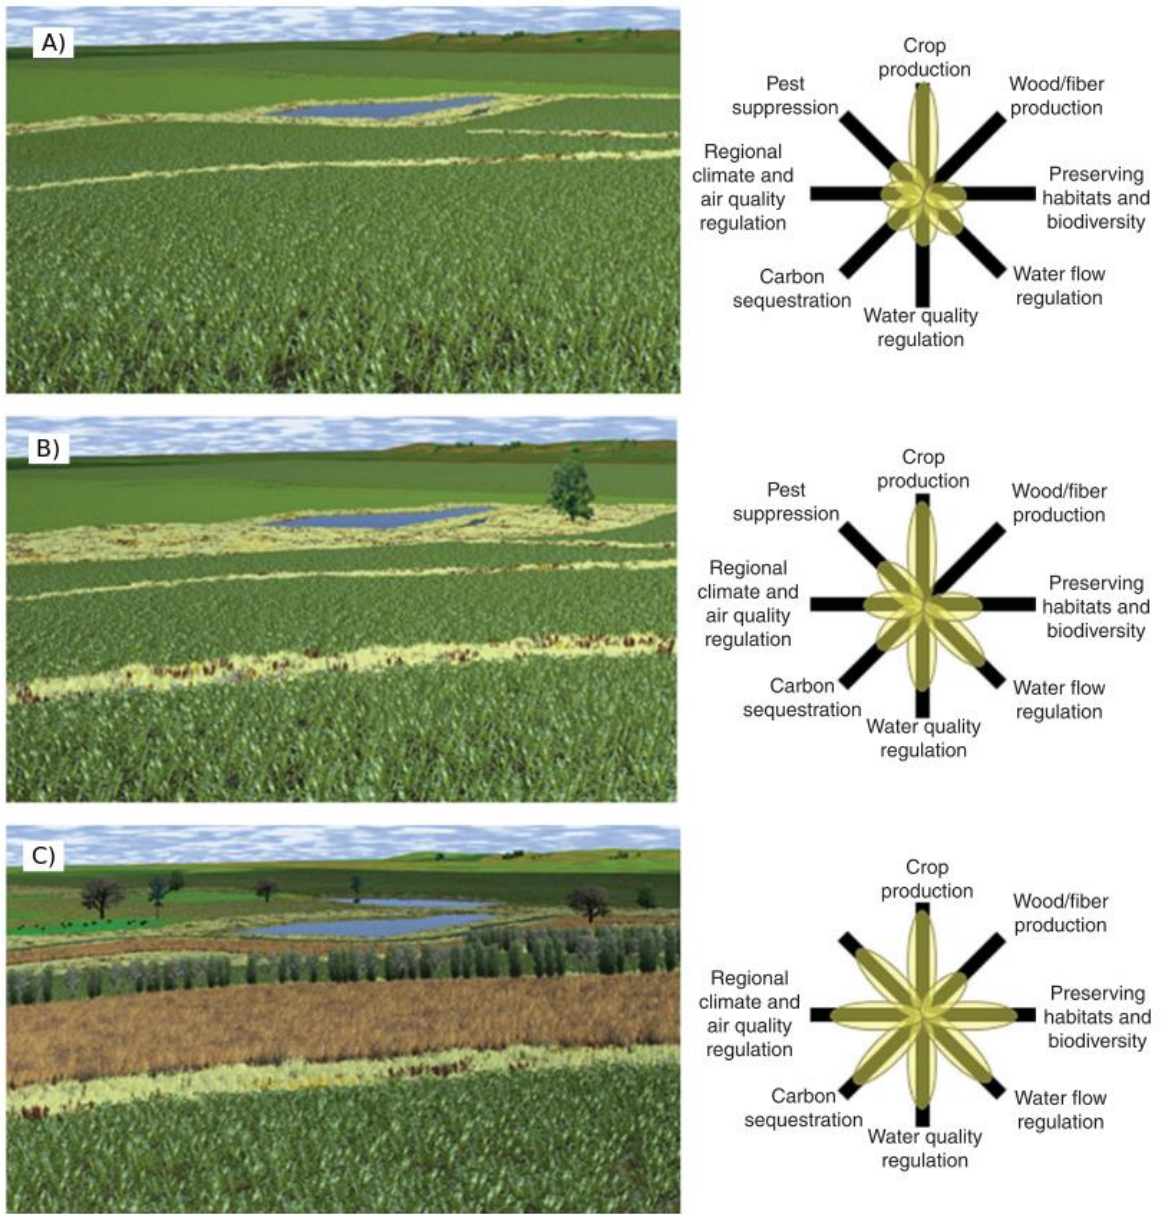 A)
Crop
production
Pest
suppression
Wood/fiber
production
Regional
climate and
air quality
regulation
Preserving
habitats and
biodiversity
Carbon
sequestration
Water flow
regulation
Water quality
regulation
B)
Crop
production
Pest
suppression
Wood/fiber
production
Regional
climate and
air quality
regulation
Preserving
habitats and
biodiversity
Carbon
sequestration
Water flow
regulation
Water quality
regulation
C)
Crop
production
Wood/fiber
production
Regional
climate and
air quality
regulation
Preserving
habitats and
biodiversity
Carbon
sequestration
Water flow
regulation
Water quality
regulation